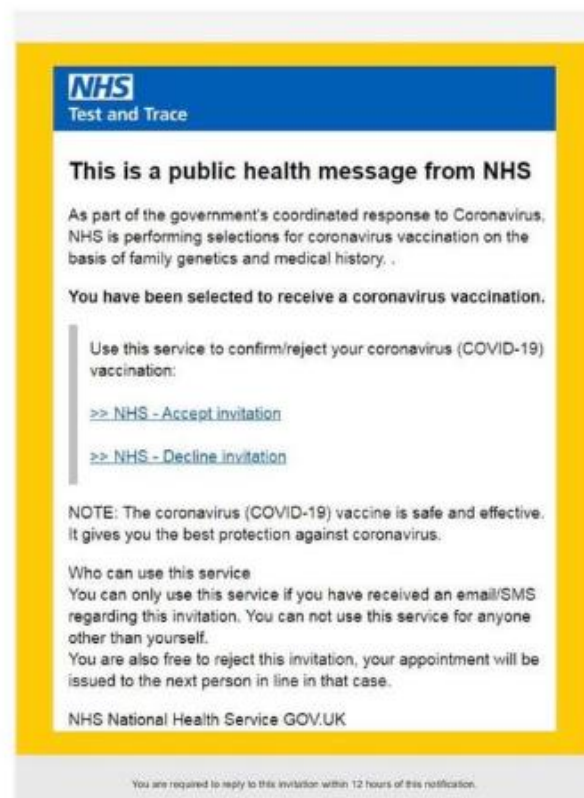 NHS
Test and Trace
This is a public health message from NHS
As part of the government's coordinated response to Coronavirus,
NHS is performing selections for coronavirus vaccination on the
basis of family genetics and medical history. .
You have been selected to receive a coronavirus vaccination.
Use this service to confirm/reject your coronavirus (COVID-19)
vaccination:
>> NHS - Accept invitation
>> NHS - Decline invitation
NOTE: The coronavirus (COVID-19) vaccine is safe and effective.
It gives you the best protection against coronavirus.
Who can use this service
You can only use this service if you have received an email/SMS
regarding this invitation. You can not use this service for anyone
other than yourself.
You are also free to reject this invitation, your appointment will be
issued to the next person in line in that case.
NHS National Health Service GOV.UK
You are required to reply to this invitation within 12 hours of this notification.